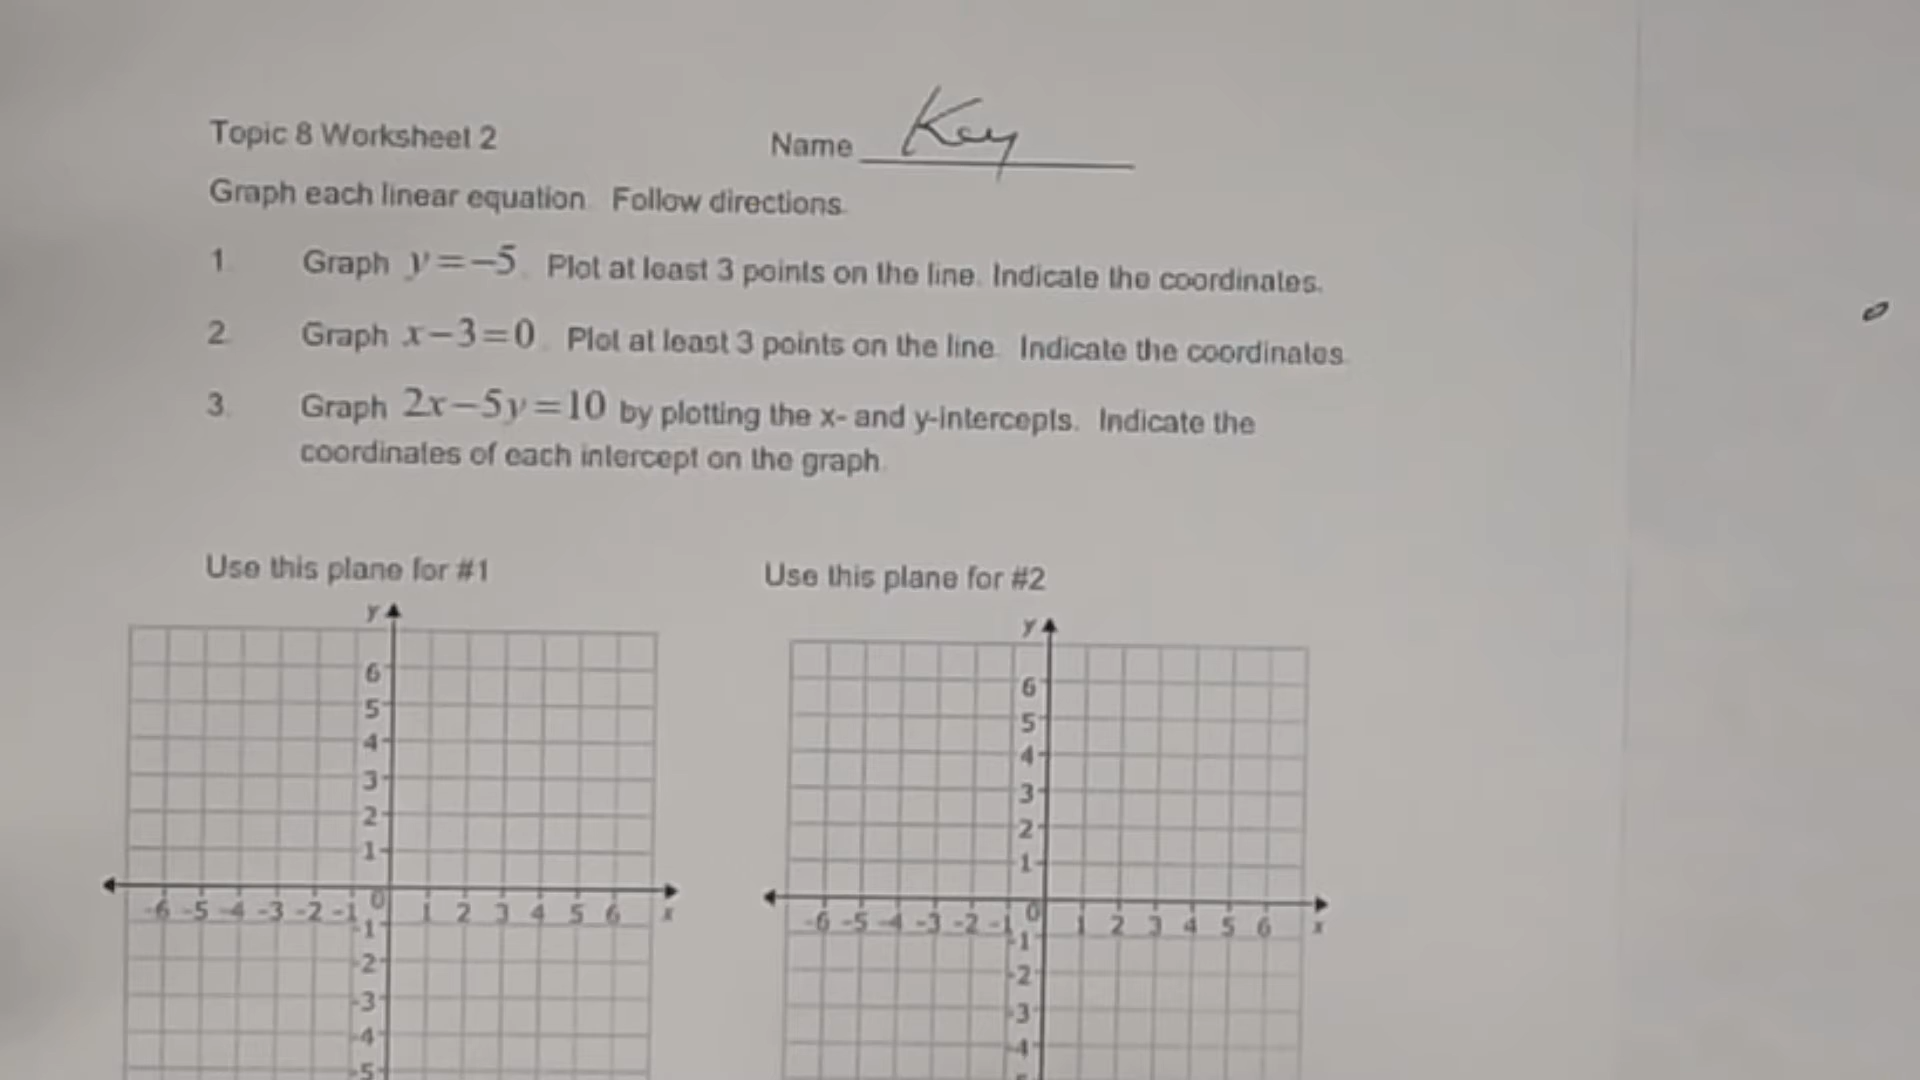 Topic 8 Worksheet 2 Name Key
Graph each linear equation. Follow directions.
1. Graph y=-5. Plot at least 3 points on the line. Indicate the coordinates.
2. Graph x-3=0. Plot at least 3 points on the line. Indicate the coordinates.
3. Graph 2x-5y=10 by plotting the x- and y-intercepts. Indicate the
coordinates of each intercept on the graph.
Use this plane for #1 Use this plane for #2
y
6
5
4
3
2
1
-6 -5 -4 -3 -2 -1 0 1 2 3 4 5 6 x
-1
-2
-3
-4
-5
y
6
5
4
3
2
1
-6 -5 -4 -3 -2 -1 0 1 2 3 4 5 6 x
-1
-2
-3
-4